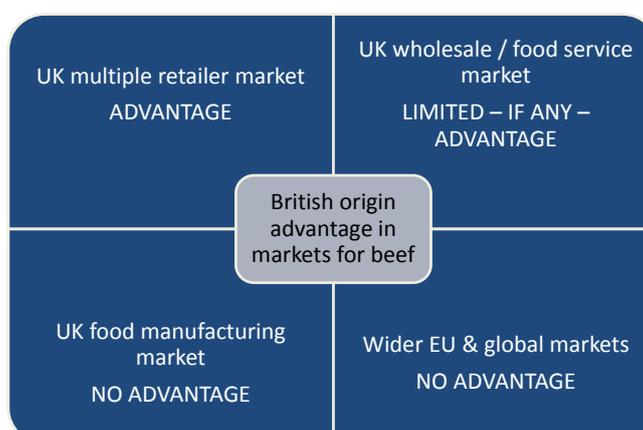 UK multiple retailer market
ADVANTAGE
UK wholesale / food service
market
LIMITED – IF ANY –
ADVANTAGE
British origin
advantage in
markets for beef
UK food manufacturing
market
NO ADVANTAGE
Wider EU & global markets
NO ADVANTAGE